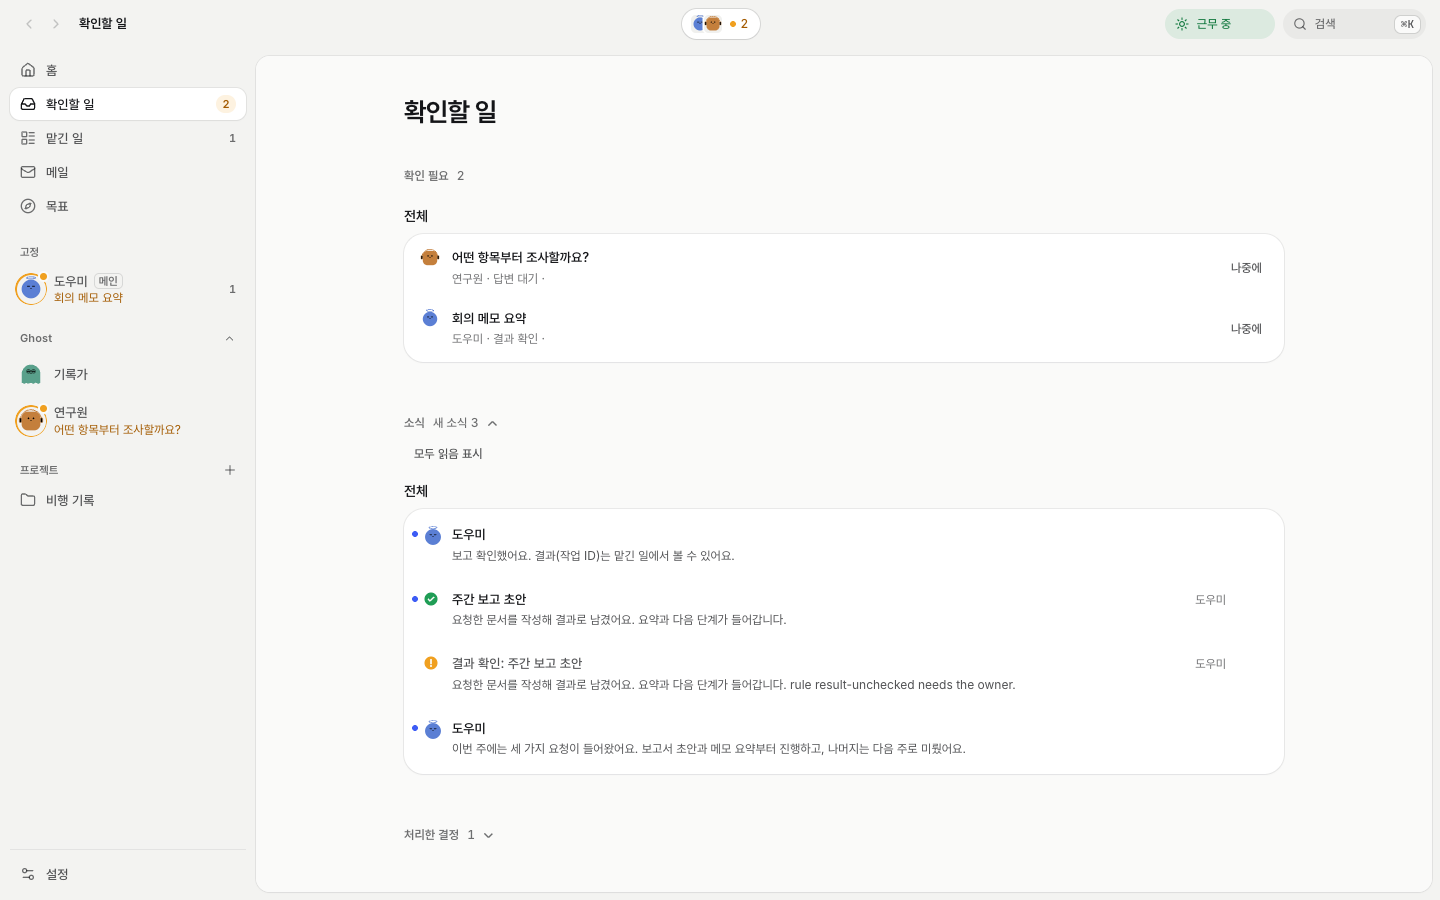 확인할 일
2
근무 중
검색
⌘K
홈
확인할 일 2
맡긴 일 1
메일
목표
고정
도우미 메인
회의 메모 요약
1
Ghost
기록가
연구원
어떤 항목부터 조사할까요?
프로젝트
비행 기록
설정
확인할 일
확인 필요 2
전체
어떤 항목부터 조사할까요?
연구원 · 답변 대기 ·
나중에
회의 메모 요약
도우미 · 결과 확인 ·
나중에
소식 새 소식 3
모두 읽음 표시
전체
도우미
보고 확인했어요. 결과(작업 ID)는 맡긴 일에서 볼 수 있어요.
주간 보고 초안
도우미
요청한 문서를 작성해 결과로 남겼어요. 요약과 다음 단계가 들어갑니다.
결과 확인: 주간 보고 초안
도우미
요청한 문서를 작성해 결과로 남겼어요. 요약과 다음 단계가 들어갑니다. rule result-unchecked needs the owner.
도우미
이번 주에는 세 가지 요청이 들어왔어요. 보고서 초안과 메모 요약부터 진행하고, 나머지는 다음 주로 미뤘어요.
처리한 결정 1